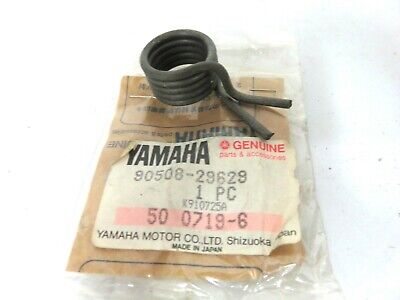 YAMAHA GENUINE
parts & accessories
90508-29629
1 PC
K910725A
50 0719-6
YAMAHA MOTOR CO.,LTD. Shizuoka Japan
MADE IN JAPAN